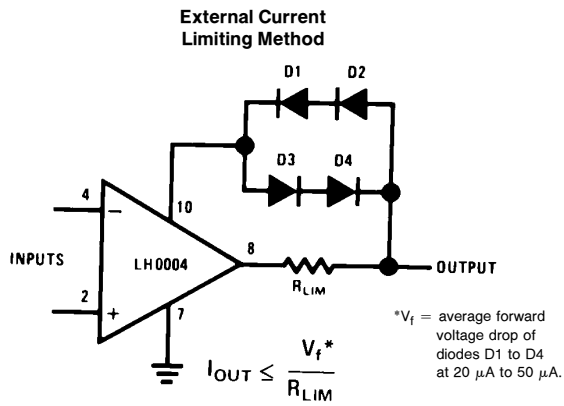 External Current
Limiting Method
D1
D2
D3
D4
4
10
INPUTS
LH0004
8
RLIM
OUTPUT
2
7
*Vf = average forward
voltage drop of
diodes D1 to D4
at 20 µA to 50 µA.
IOUT ≤ Vf* / RLIM